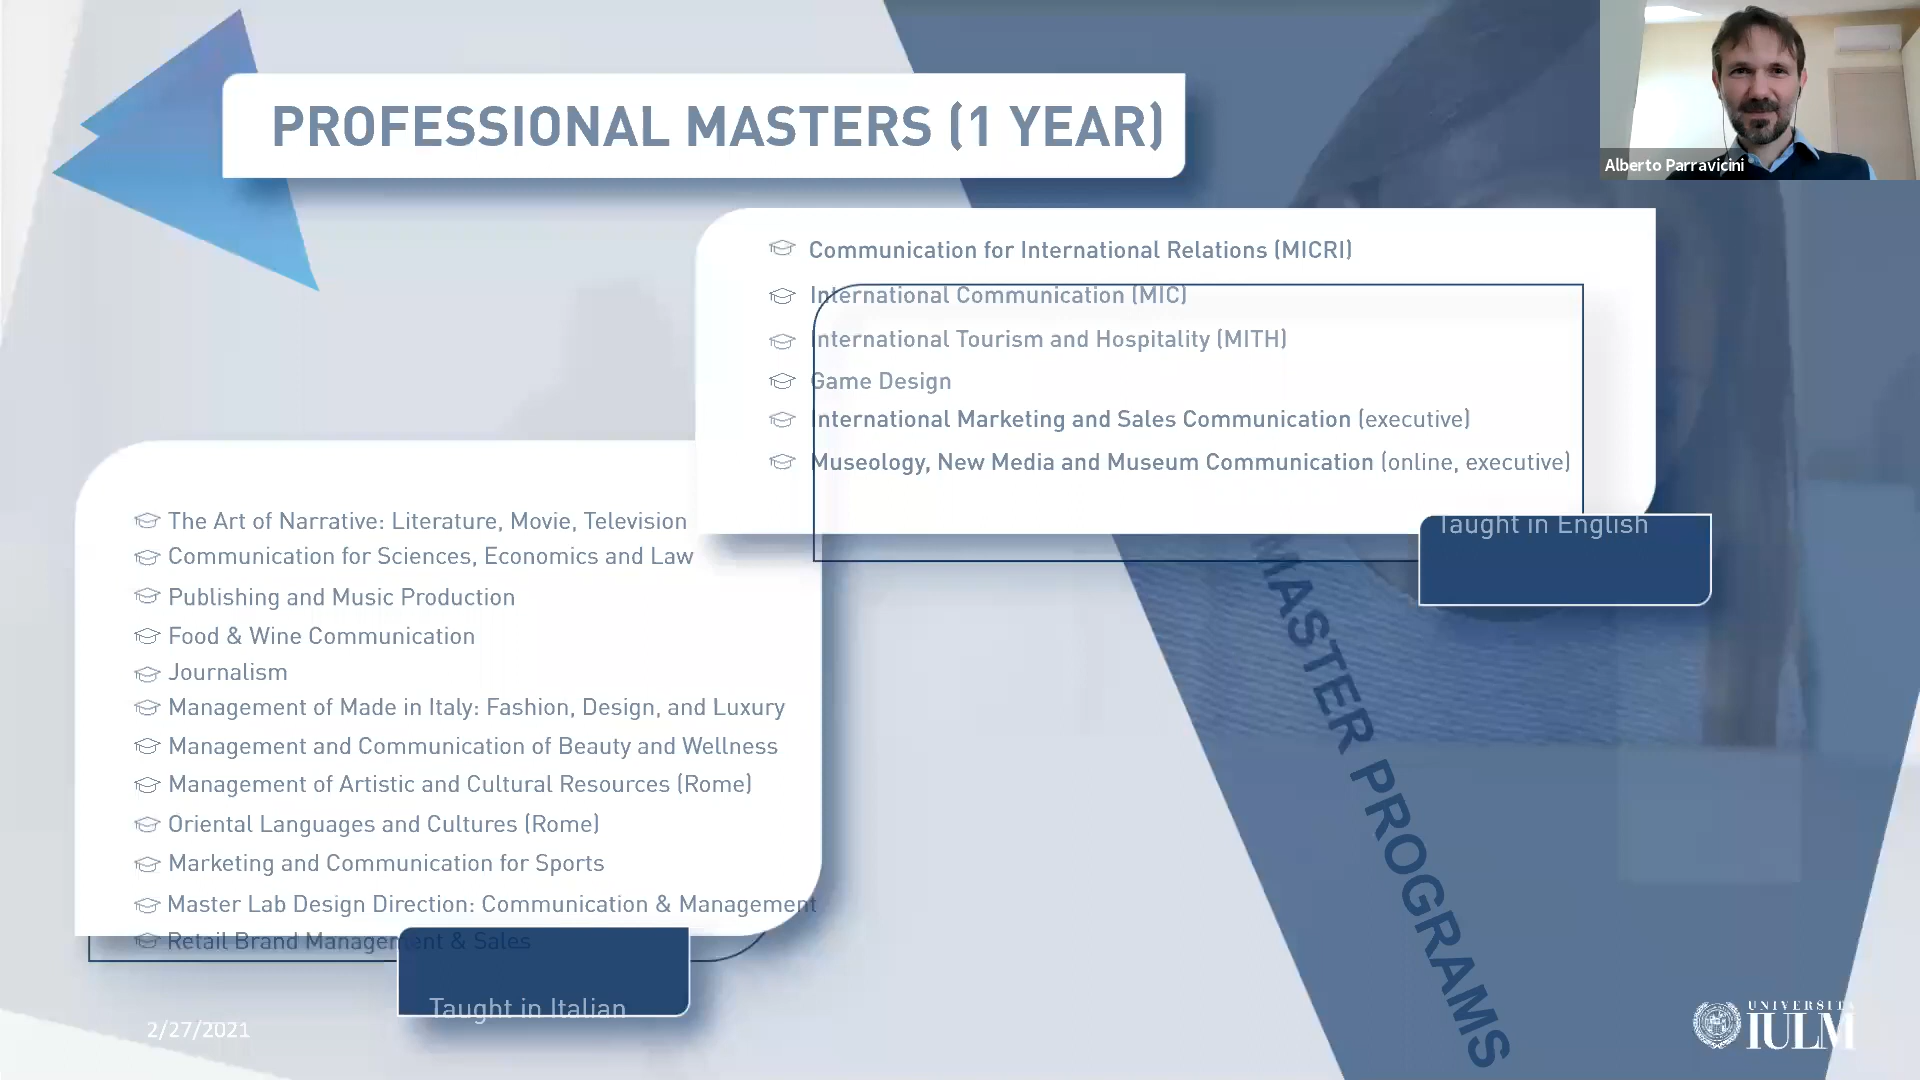 PROFESSIONAL MASTERS (1 YEAR)
Alberto Parravicini
Communication for International Relations (MICRI)
International Communication (MIC)
International Tourism and Hospitality (MITH)
Game Design
International Marketing and Sales Communication (executive)
Museology, New Media and Museum Communication (online, executive)
Taught in English
The Art of Narrative: Literature, Movie, Television
Communication for Sciences, Economics and Law
Publishing and Music Production
Food & Wine Communication
Journalism
Management of Made in Italy: Fashion, Design, and Luxury
Management and Communication of Beauty and Wellness
Management of Artistic and Cultural Resources (Rome)
Oriental Languages and Cultures (Rome)
Marketing and Communication for Sports
Master Lab Design Direction: Communication & Management
Retail Brand Management & Sales
Taught in Italian
MASTER PROGRAMS
2/27/2021
UNIVERSITÀ
IULM